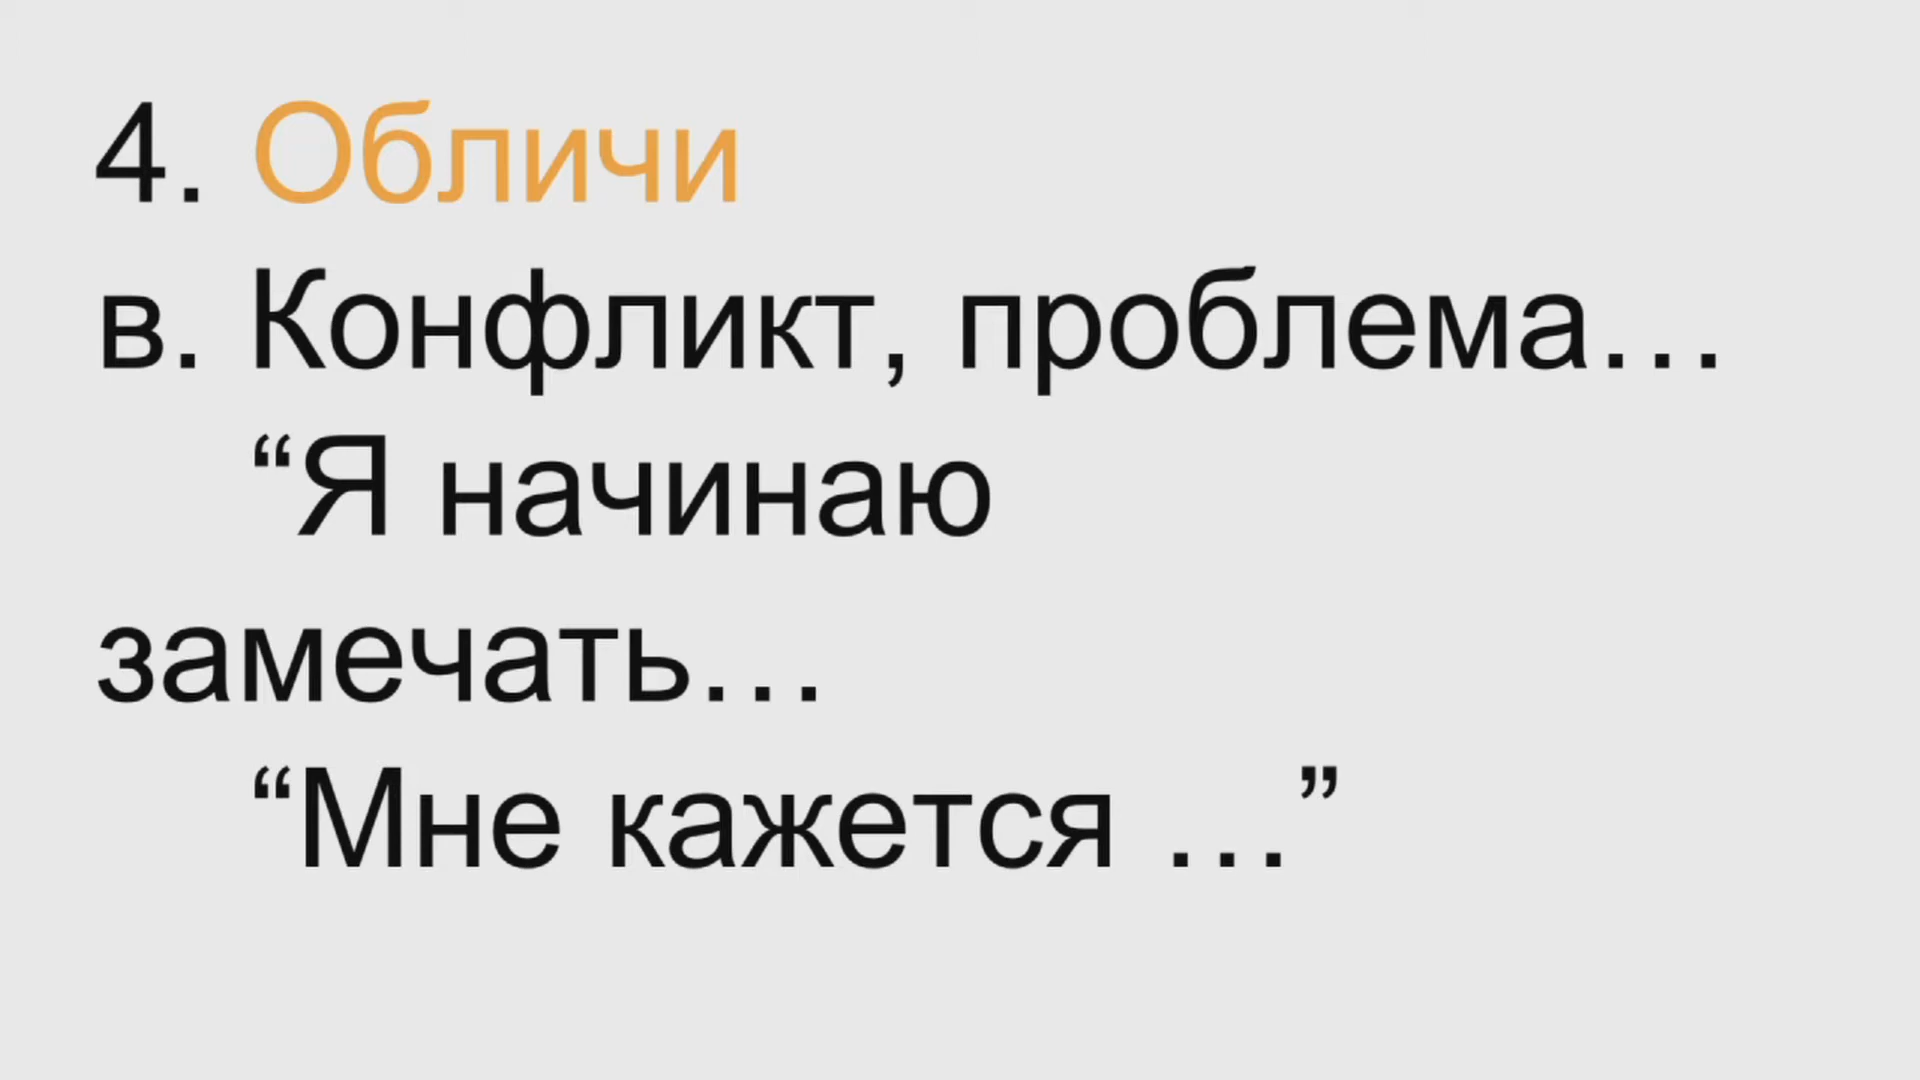 4. Обличи
в. Конфликт, проблема…
“Я начинаю
замечать…
“Мне кажется …”